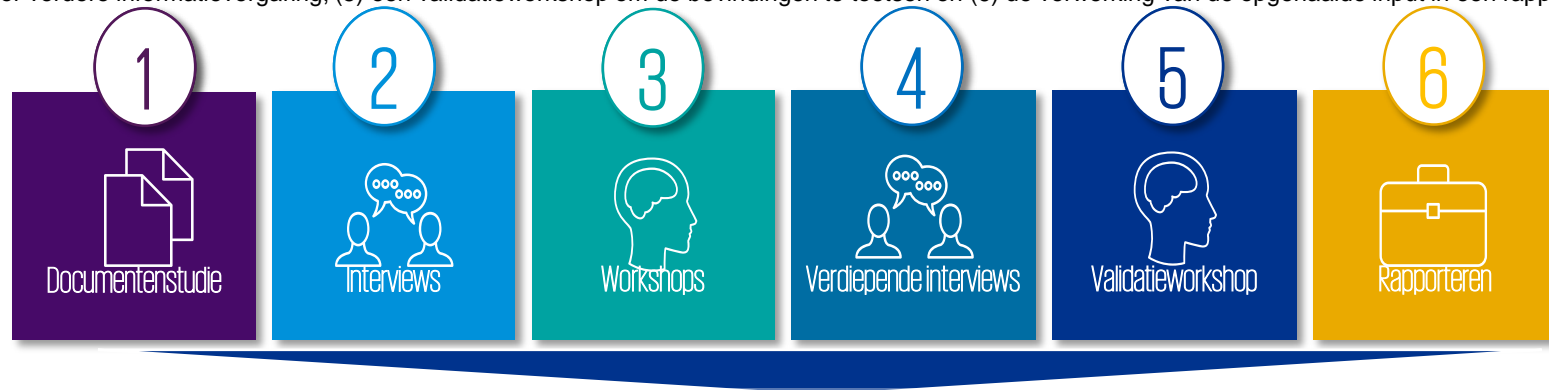 verdere informatievergaring, (5) een validatieworkshop om de bevindingen te toetsen en (6) de verwerking van de opgehaalde input in een
1
2
3
4
5
6
Documentenstudie
Interviews
Workshops
Verdiepende interviews
Validatieworkshop
Rapporteren